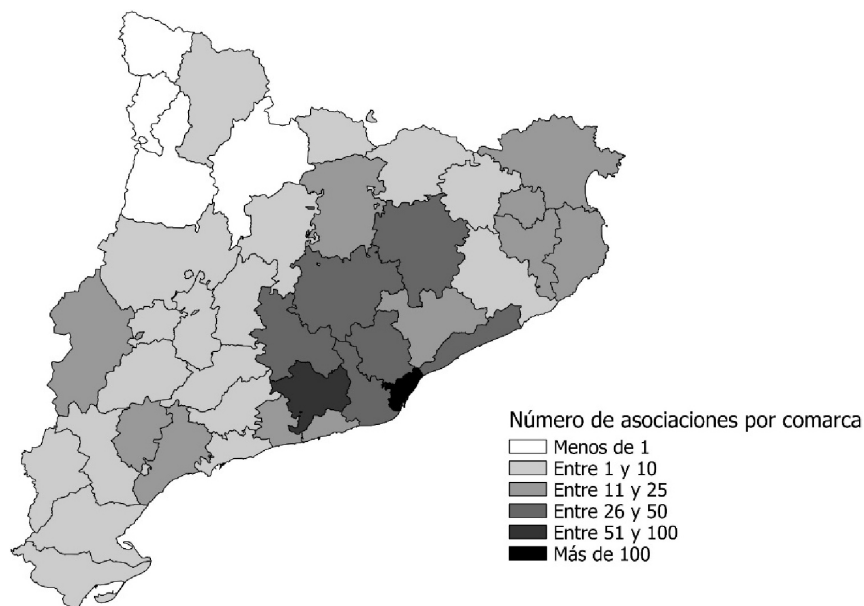 Número de asociaciones por comarca
Menos de 1
Entre 1 y 10
Entre 11 y 25
Entre 26 y 50
Entre 51 y 100
Más de 100